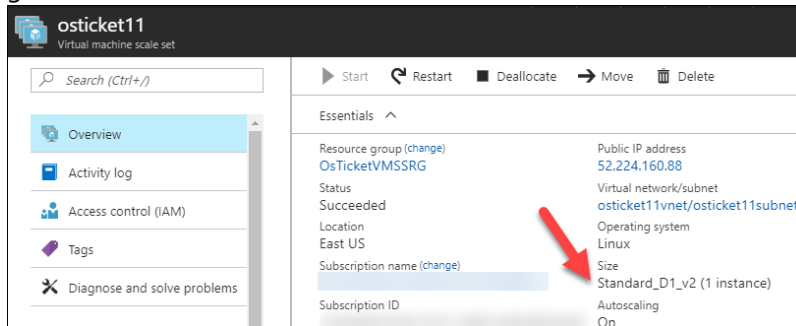 osticket11
Virtual machine scale set
Search (Ctrl+/)
Overview
Activity log
Access control (IAM)
Tags
Diagnose and solve problems
Start Restart Deallocate Move Delete
Essentials
Resource group (change)
OsTicketVMSSRG
Status
Succeeded
Location
East US
Subscription name (change)
Subscription ID
Public IP address
52.224.160.88
Virtual network/subnet
osticket11vnet/osticket11subnet
Operating system
Linux
Size
Standard_D1_v2 (1 instance)
Autoscaling
On